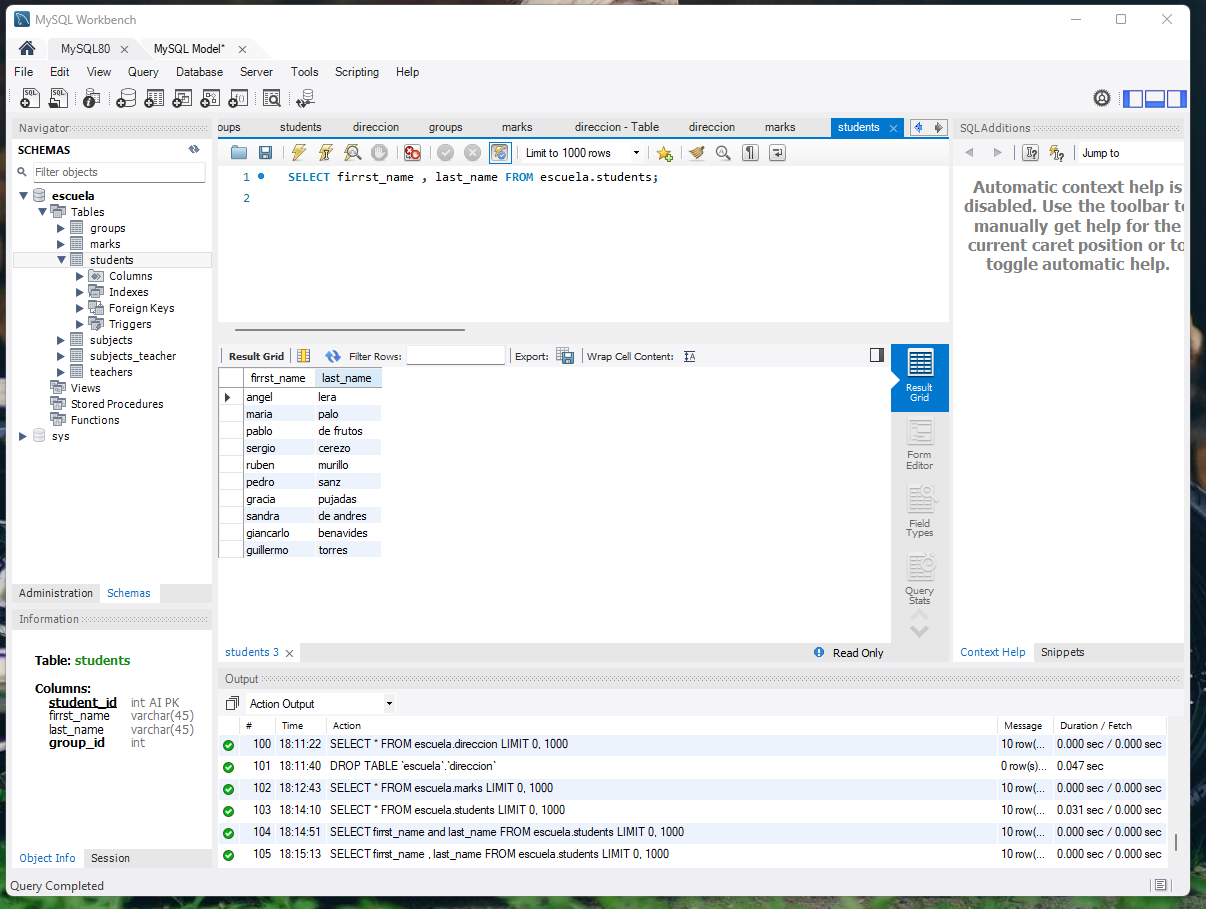 MySQL Workbench
MySQL80 MySQL Model*
File Edit View Query Database Server Tools Scripting Help
Navigator
SCHEMAS
Filter objects
escuela
Tables
groups
marks
students
Columns
Indexes
Foreign Keys
Triggers
subjects
subjects_teacher
teachers
Views
Stored Procedures
Functions
sys
Administration Schemas
Information
Table: students
Columns:
student_id int AI PK
firrst_name varchar(45)
last_name varchar(45)
group_id int
Object Info Session
oups students direccion groups marks direccion - Table direccion marks students
Limit to 1000 rows
1 SELECT firrst_name , last_name FROM escuela.students;
2
Result Grid Filter Rows: Export: Wrap Cell Content:
firrst_name last_name
angel lera
maria palo
pablo de frutos
sergio cerezo
ruben murillo
pedro sanz
gracia pujadas
sandra de andres
giancarlo benavides
guillermo torres
Result
Grid
Form
Editor
Field
Types
Query
Stats
students 3 Read Only
SQLAdditions
Jump to
Automatic context help is
disabled. Use the toolbar to
manually get help for the
current caret position or to
toggle automatic help.
Context Help Snippets
Output
Action Output
# Time Action Message Duration / Fetch
100 18:11:22 SELECT * FROM escuela.direccion LIMIT 0, 1000 10 row(... 0.000 sec / 0.000 sec
101 18:11:40 DROP TABLE `escuela`.`direccion` 0 row(s)... 0.047 sec
102 18:12:43 SELECT * FROM escuela.marks LIMIT 0, 1000 10 row(... 0.000 sec / 0.000 sec
103 18:14:10 SELECT * FROM escuela.students LIMIT 0, 1000 10 row(... 0.031 sec / 0.000 sec
104 18:14:51 SELECT firrst_name and last_name FROM escuela.students LIMIT 0, 1000 10 row(... 0.000 sec / 0.000 sec
105 18:15:13 SELECT firrst_name , last_name FROM escuela.students LIMIT 0, 1000 10 row(... 0.000 sec / 0.000 sec
Query Completed